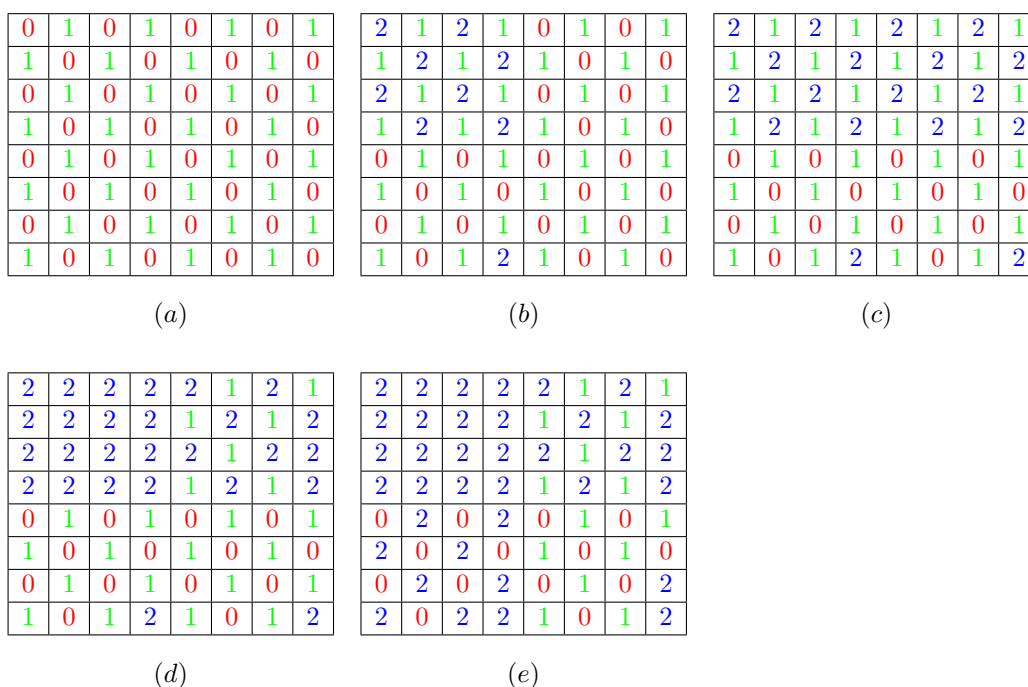 0 1 0 1 0 1 0 1 2 1 2 1 0 1 0 1 2 1 2 1 2 1 2 1
1 0 1 0 1 0 1 0 1 2 1 2 1 0 1 0 1 2 1 2 1 2 1 2
0 1 0 1 0 1 0 1 2 1 2 1 0 1 0 1 2 1 2 1 2 1 2 1
1 0 1 0 1 0 1 0 1 2 1 2 1 0 1 0 1 2 1 2 1 2 1 2
0 1 0 1 0 1 0 1 0 1 0 1 0 1 0 1 0 1 0 1 0 1 0 1
1 0 1 0 1 0 1 0 1 0 1 0 1 0 1 0 1 0 1 0 1 0 1 0
0 1 0 1 0 1 0 1 0 1 0 1 0 1 0 1 0 1 0 1 0 1 0 1
1 0 1 0 1 0 1 0 1 0 1 2 1 0 1 0 1 0 1 2 1 0 1 2
(a) (b) (c)
2 2 2 2 2 1 2 1 2 2 2 2 2 1 2 1
2 2 2 2 1 2 1 2 2 2 2 2 1 2 1 2
2 2 2 2 2 1 2 2 2 2 2 2 2 1 2 2
2 2 2 2 1 2 1 2 2 2 2 2 1 2 1 2
0 1 0 1 0 1 0 1 0 2 0 2 0 1 0 1
1 0 1 0 1 0 1 0 2 0 2 0 1 0 1 0
0 1 0 1 0 1 0 1 0 2 0 2 0 1 0 2
1 0 1 2 1 0 1 2 2 0 2 2 1 0 1 2
(d) (e)